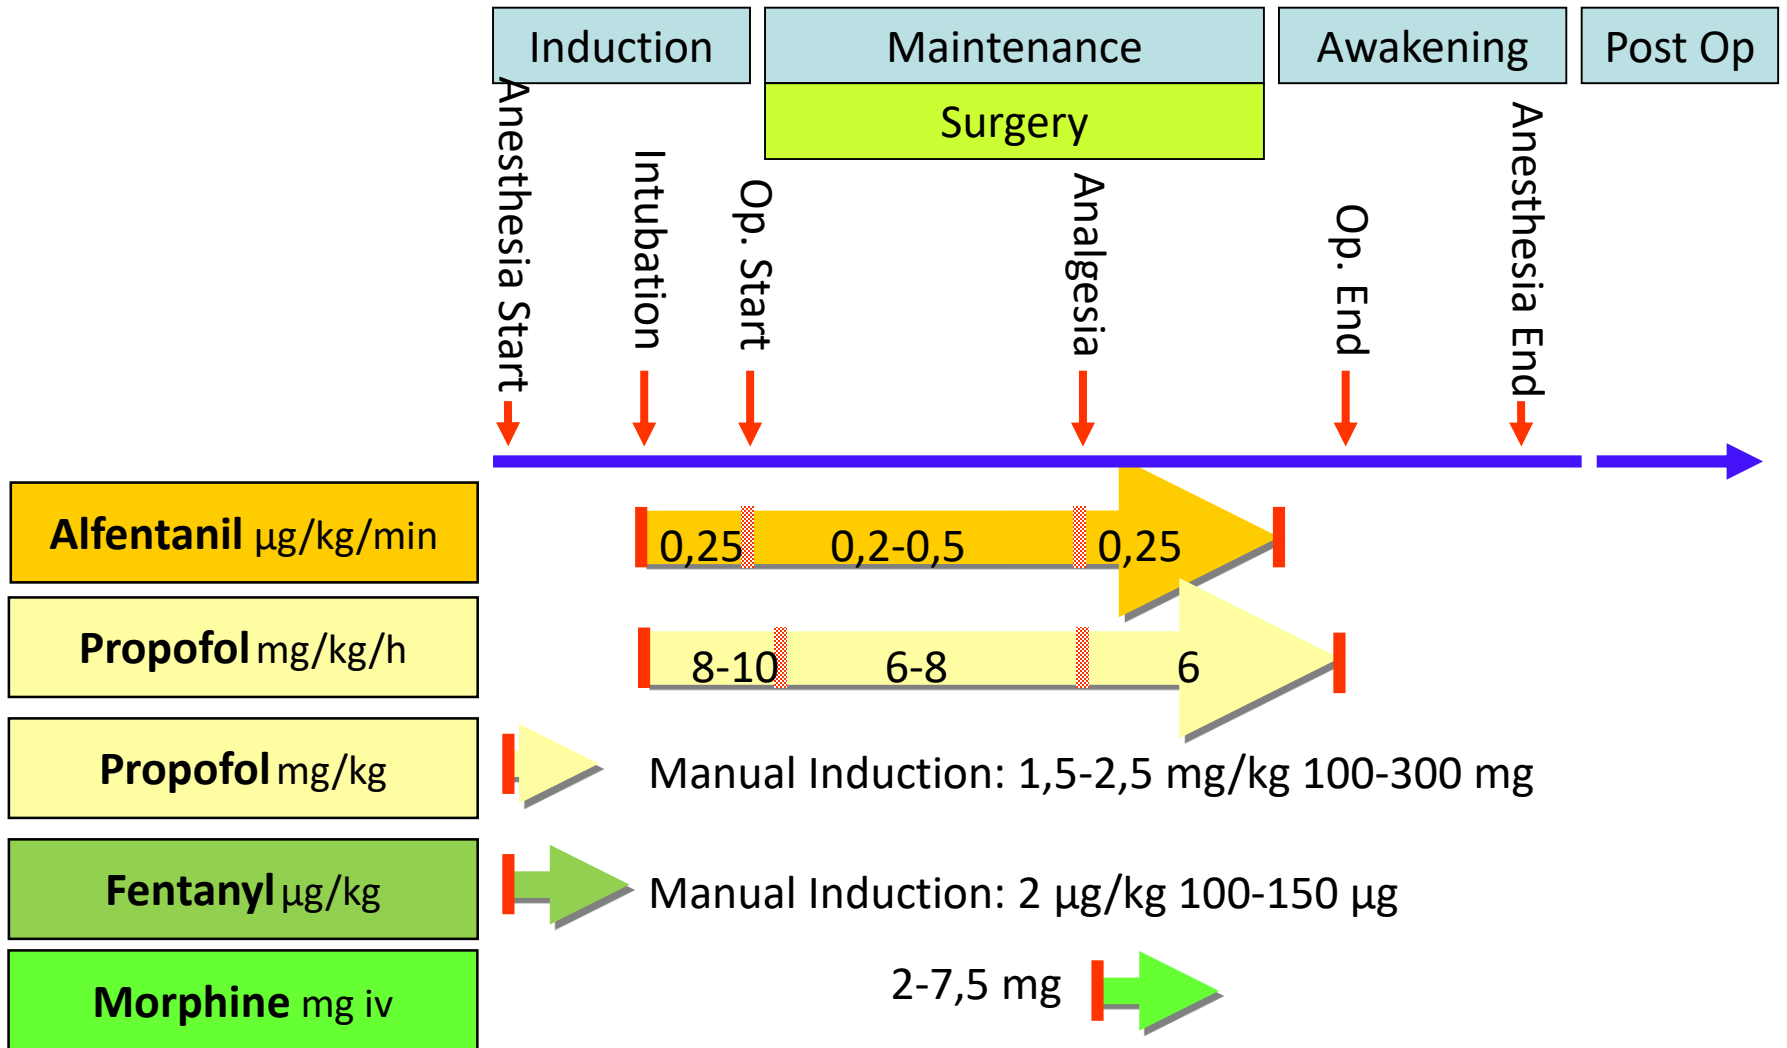 Induction
Maintenance
Awakening
Post Op
Surgery
Anesthesia Start
Intubation
Op. Start
Analgesia
Op. End
Anesthesia End
Alfentanil µg/kg/min
0,25
0,2-0,5
0,25
Propofol mg/kg/h
8-10
6-8
6
Propofol mg/kg
Manual Induction: 1,5-2,5 mg/kg 100-300 mg
Fentanyl µg/kg
Manual Induction: 2 µg/kg 100-150 µg
Morphine mg iv
2-7,5 mg